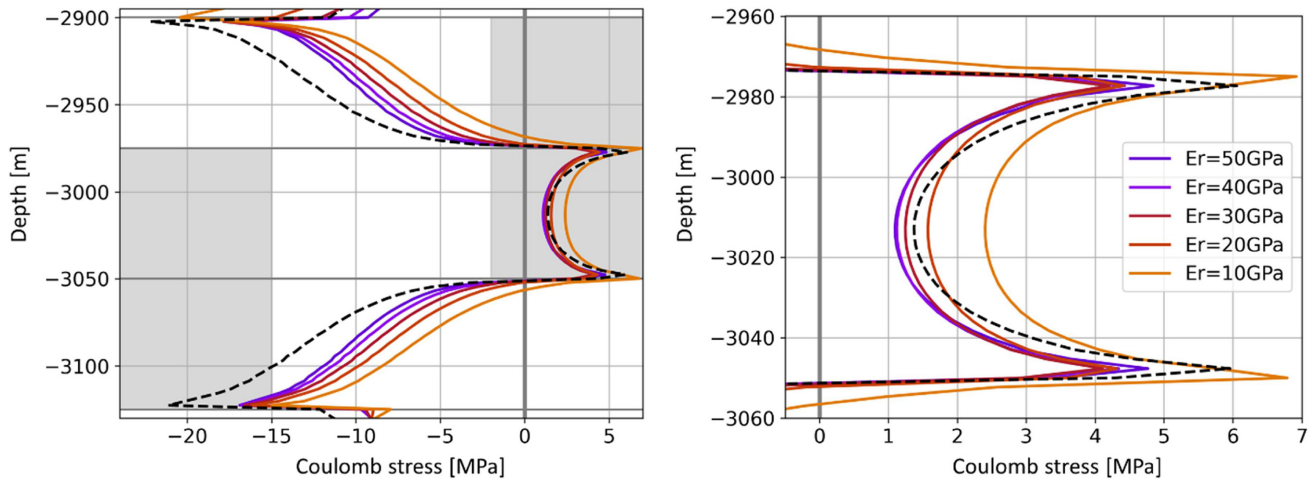 −2900
−2950
−3000
−3050
−3100
Depth [m]
−20 −15 −10 −5 0 5
Coulomb stress [MPa]
−2960
−2980
−3000
−3020
−3040
−3060
Depth [m]
0 1 2 3 4 5 6 7
Coulomb stress [MPa]
Er=50GPa
Er=40GPa
Er=30GPa
Er=20GPa
Er=10GPa